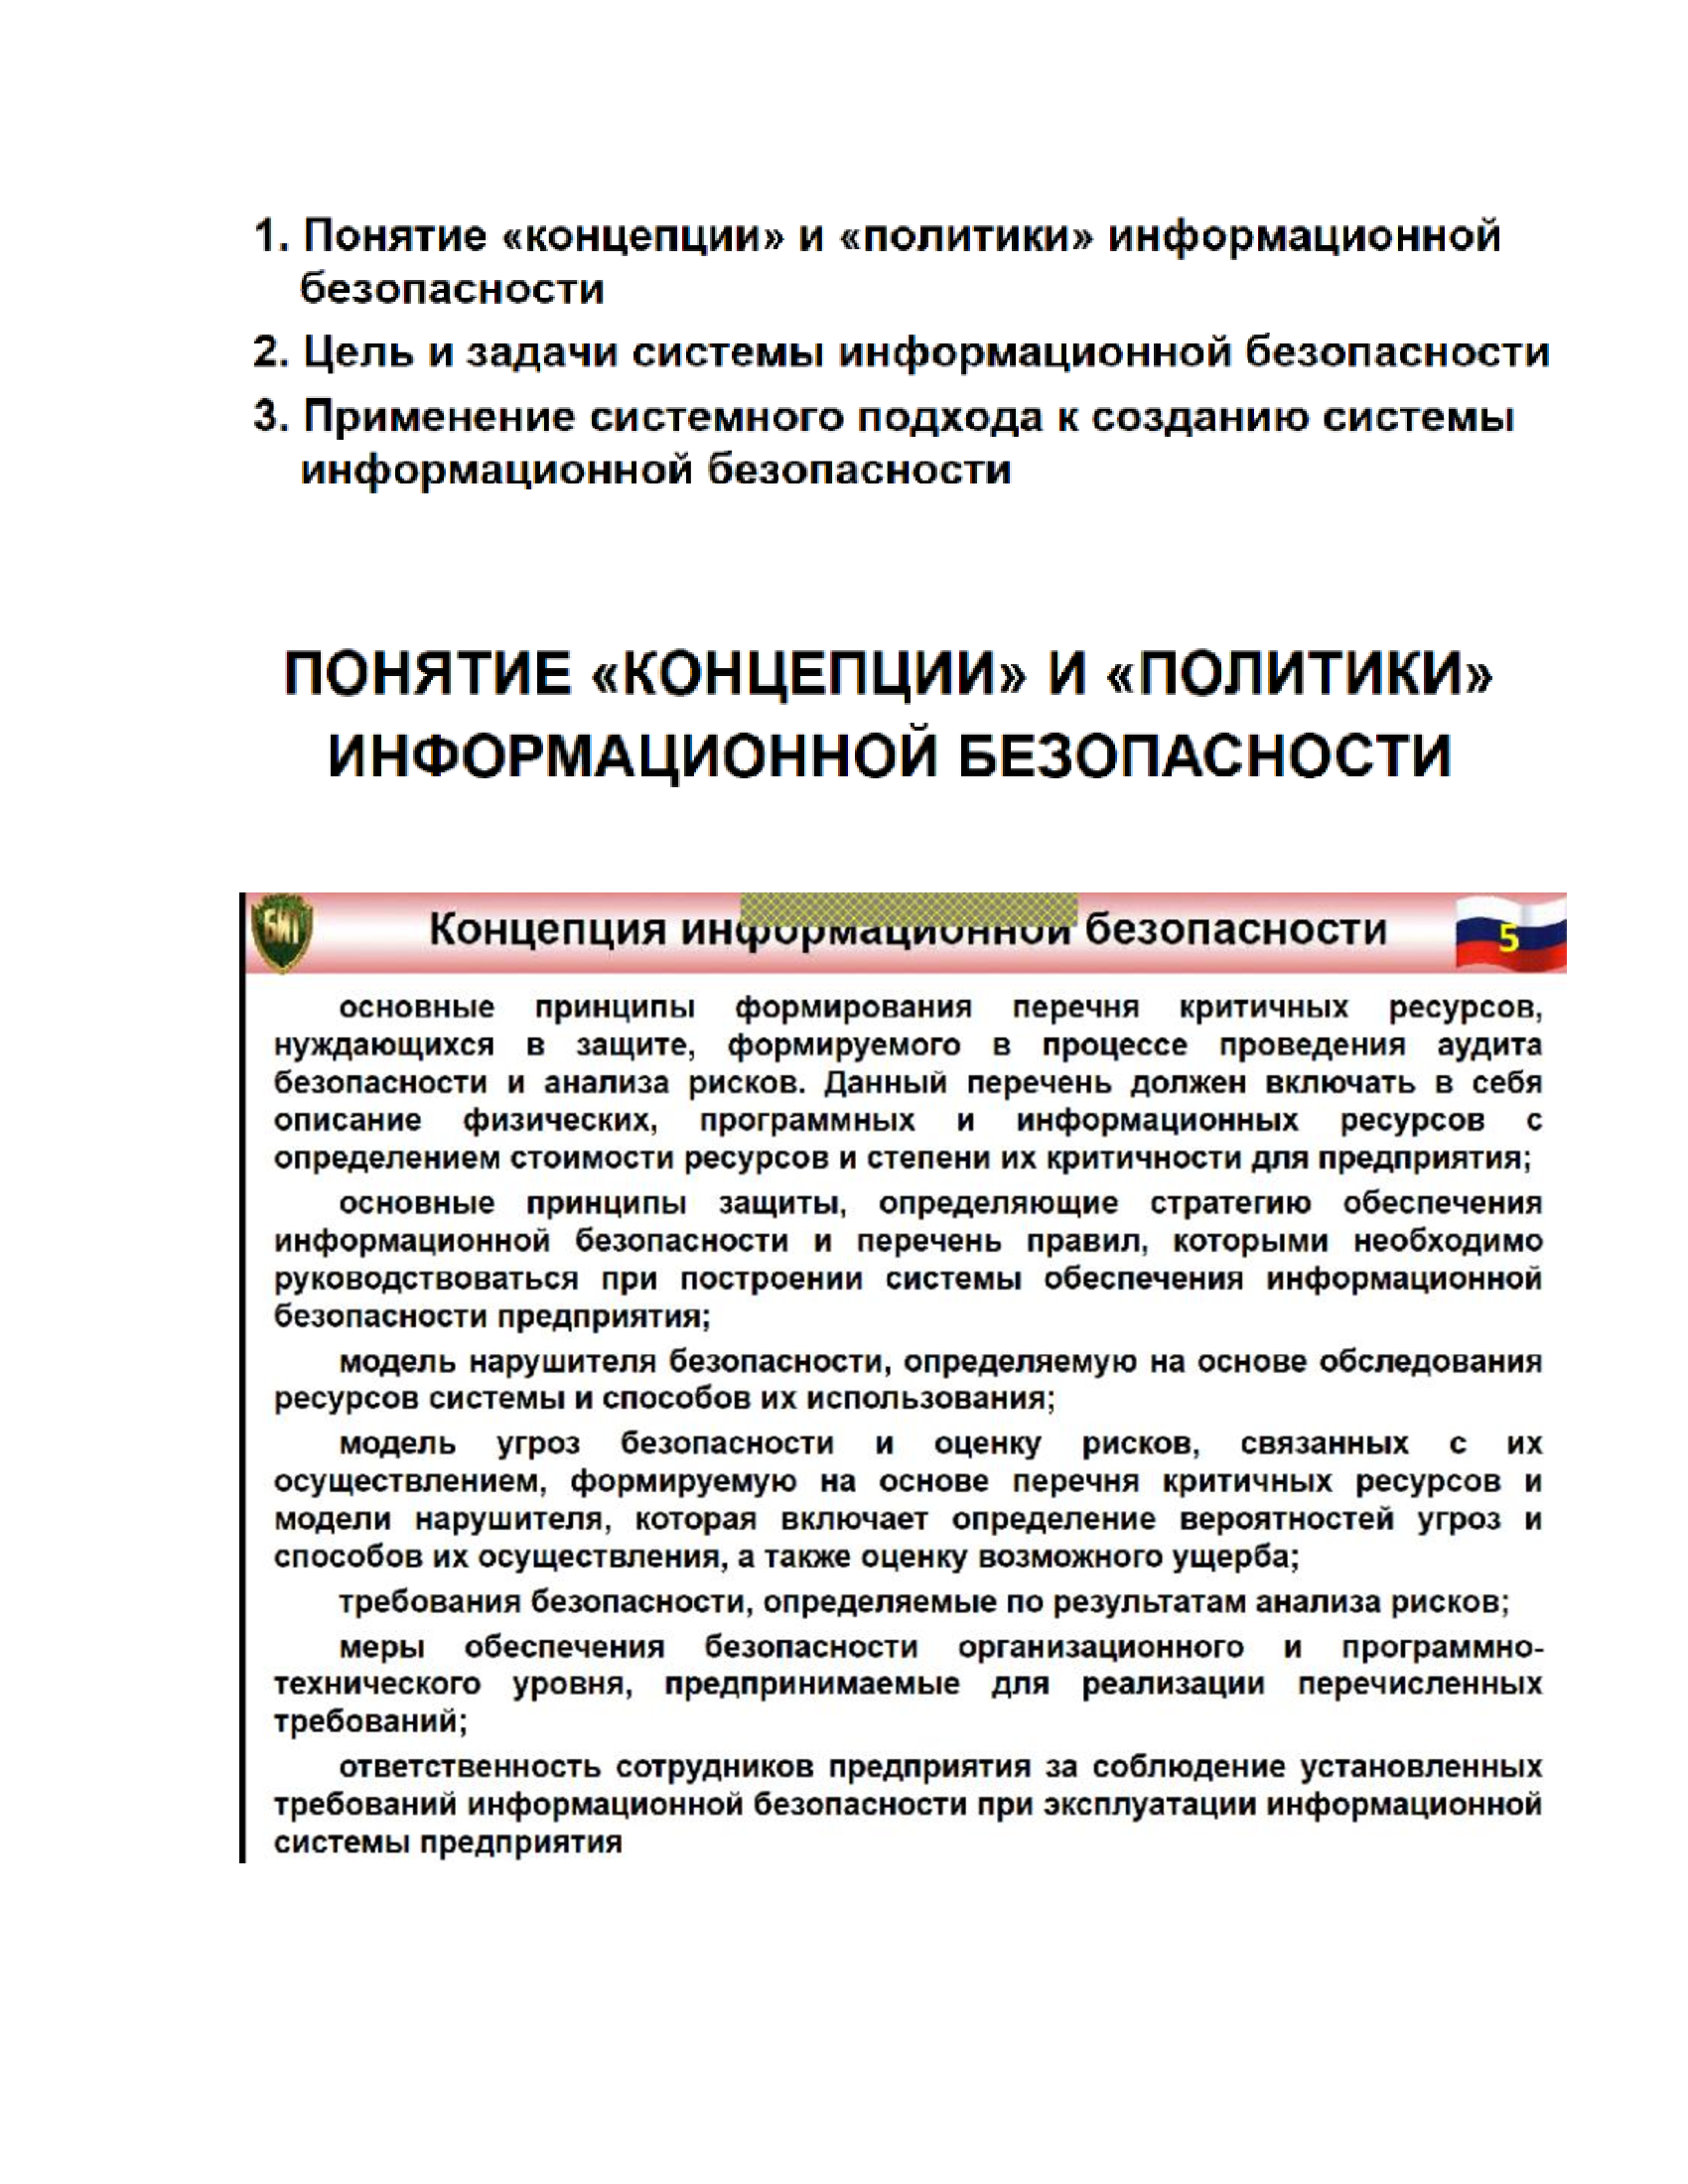 1. Понятие «концепции» и «политики» информационной
безопасности
2. Цель и задачи системы информационной безопасности
3. Применение системного подхода к созданию системы
информационной безопасности
ПОНЯТИЕ «КОНЦЕПЦИИ» И «ПОЛИТИКИ»
ИНФОРМАЦИОННОЙ БЕЗОПАСНОСТИ
БИТ
Концепция информационной безопасности
5
основные принципы формирования перечня критичных ресурсов,
нуждающихся в защите, формируемого в процессе проведения аудита
безопасности и анализа рисков. Данный перечень должен включать в себя
описание физических, программных и информационных ресурсов с
определением стоимости ресурсов и степени их критичности для предприятия;
основные принципы защиты, определяющие стратегию обеспечения
информационной безопасности и перечень правил, которыми необходимо
руководствоваться при построении системы обеспечения информационной
безопасности предприятия;
модель нарушителя безопасности, определяемую на основе обследования
ресурсов системы и способов их использования;
модель угроз безопасности и оценку рисков, связанных с их
осуществлением, формируемую на основе перечня критичных ресурсов и
модели нарушителя, которая включает определение вероятностей угроз и
способов их осуществления, а также оценку возможного ущерба;
требования безопасности, определяемые по результатам анализа рисков;
меры обеспечения безопасности организационного и программно-
технического уровня, предпринимаемые для реализации перечисленных
требований;
ответственность сотрудников предприятия за соблюдение установленных
требований информационной безопасности при эксплуатации информационной
системы предприятия